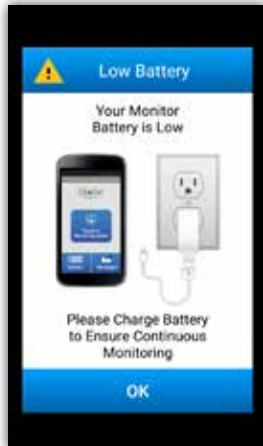 Low Battery
Your Monitor
Battery is Low
Please Charge Battery
to Ensure Continuous
Monitoring
OK